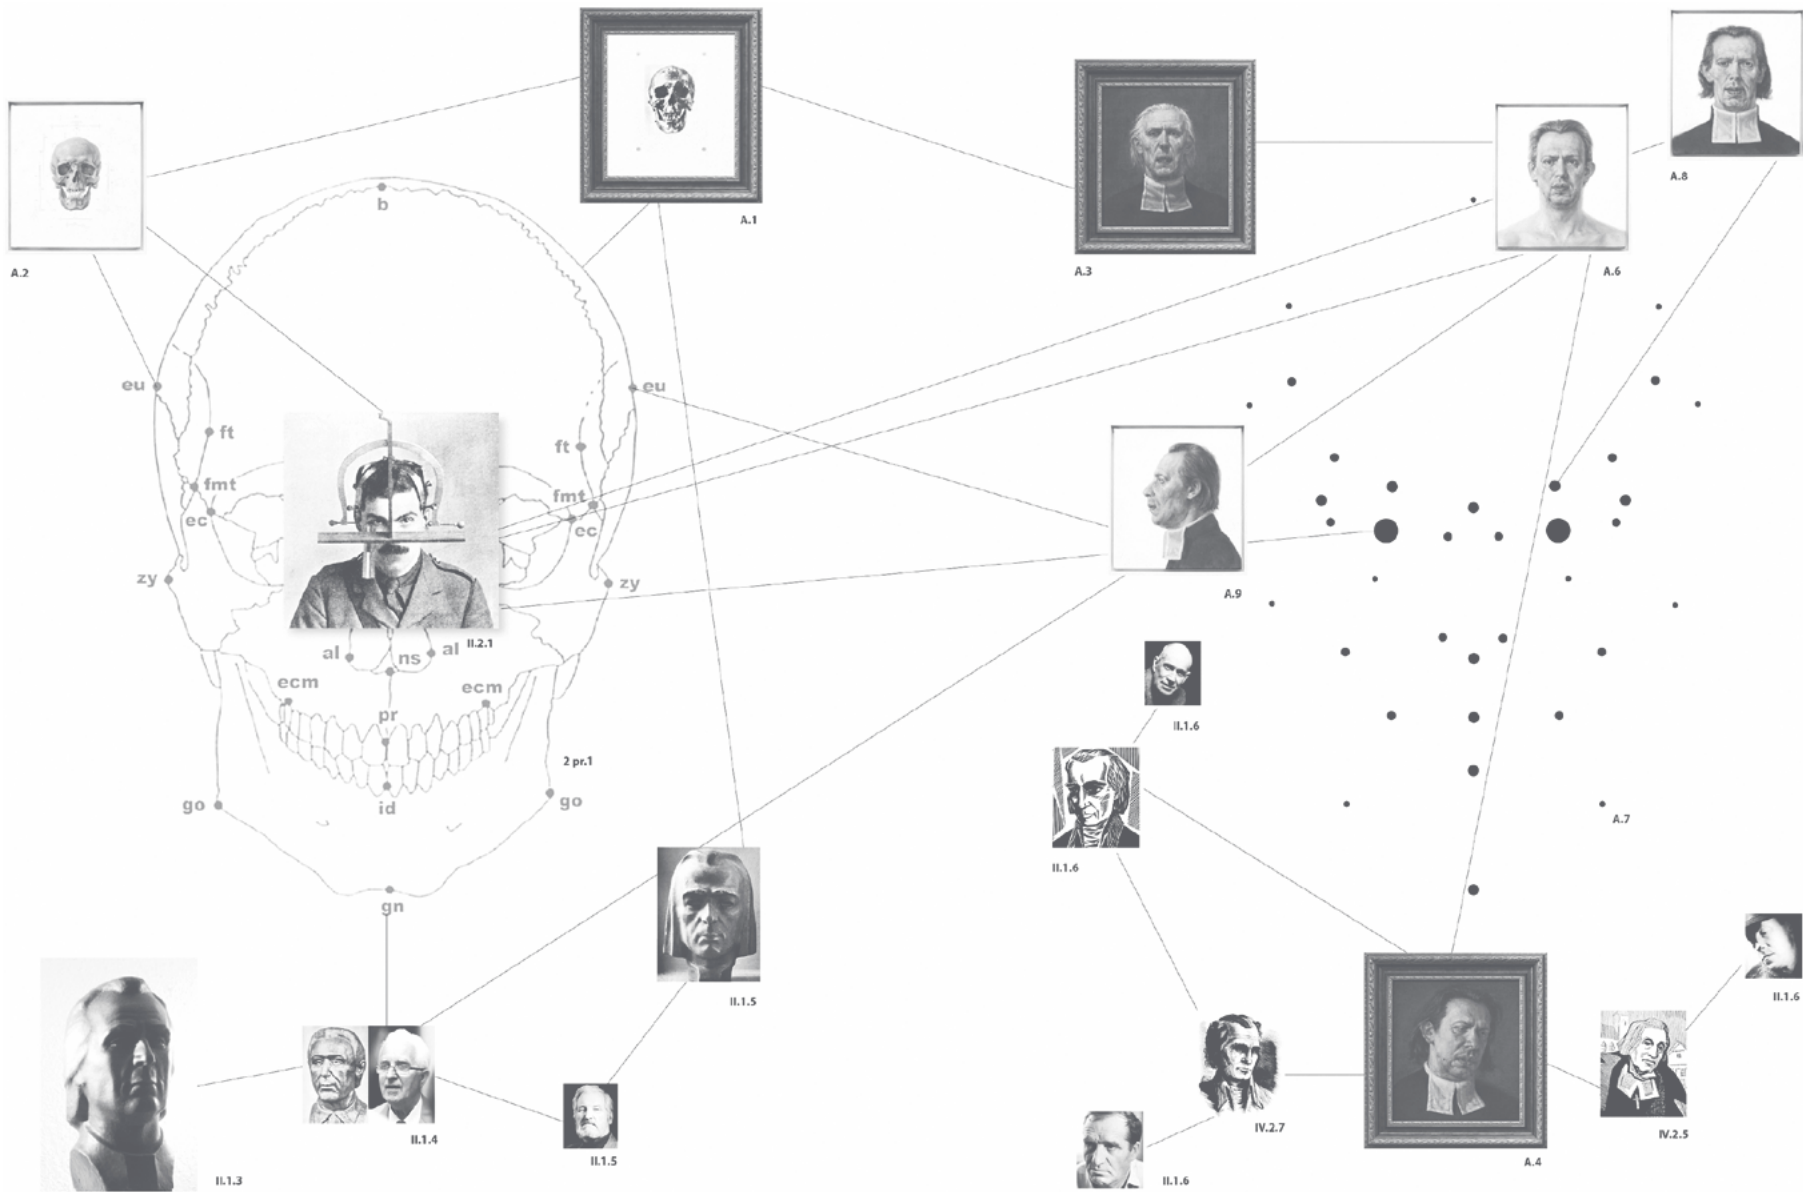 A.8
b
A.1
A.2
A.3
A.6
eu
eu
ft
ft
fmt
fmt
ec
ec
zy
zy
A.9
II.2.1
al
ns
al
ecm
ecm
pr
II.1.6
2 pr.1
go
id
go
A.7
II.1.6
gn
II.1.5
II.1.6
IV.2.7
II.1.4
IV.2.5
II.1.5
A.4
II.1.3
II.1.6